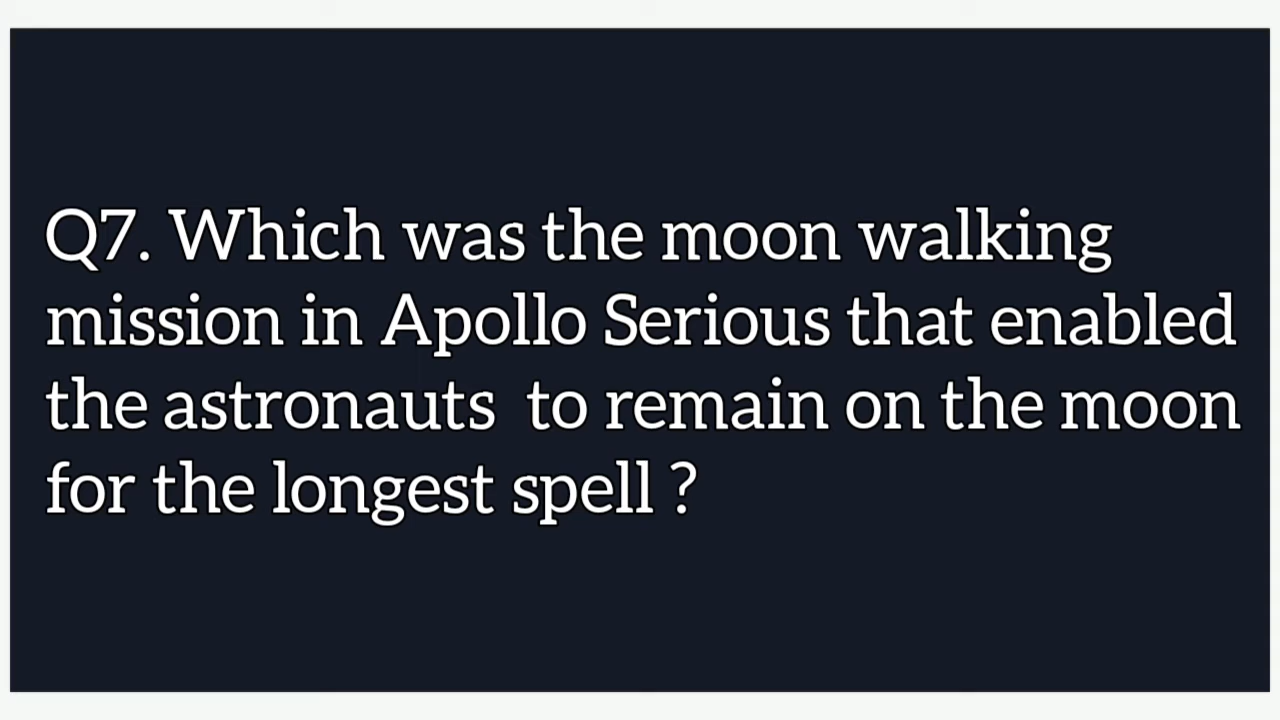 Q7. Which was the moon walking
mission in Apollo Serious that enabled
the astronauts  to remain on the moon
for the longest spell ?